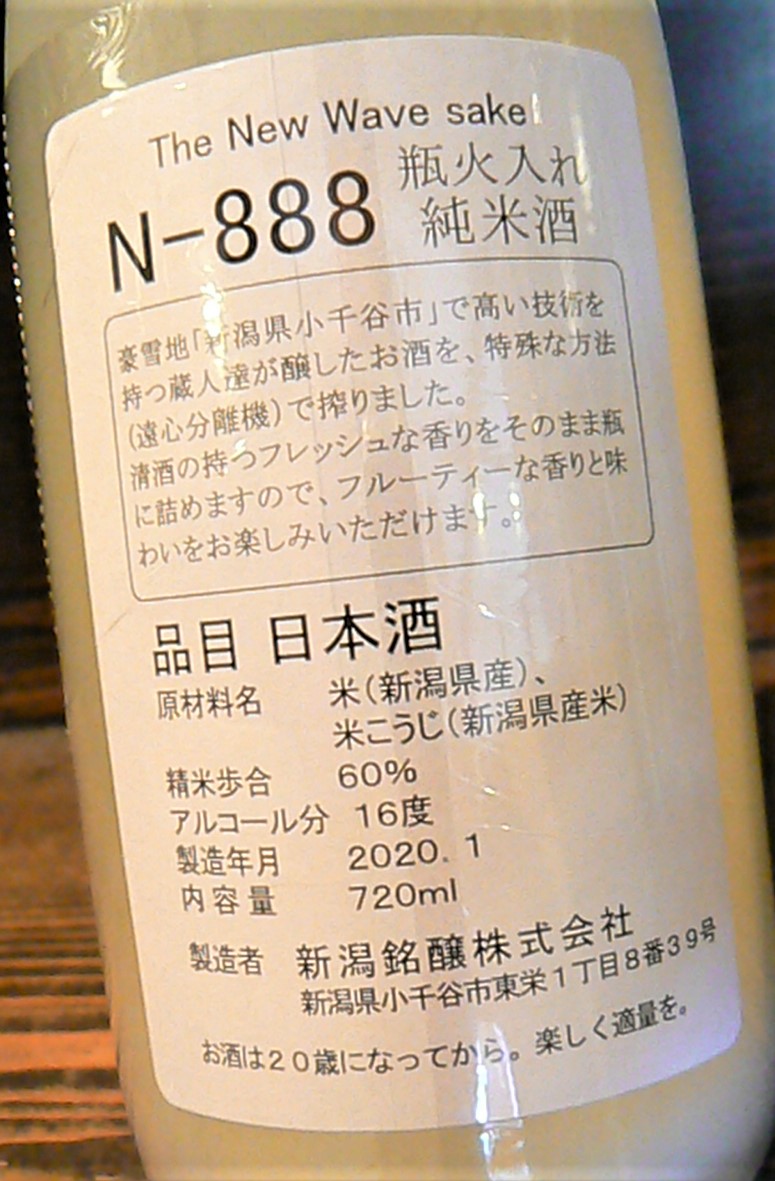 The New Wave sake
N-888 瓶火入れ
純米酒
豪雪地「新潟県小千谷市」で高い技術を
持つ蔵人達が醸したお酒を、特殊な方法
(遠心分離機)で搾りました。
清酒の持つフレッシュな香りをそのまま瓶
に詰めますので、フルーティーな香りと味
わいをお楽しみいただけます。
品目 日本酒
原材料名 米(新潟県産)、
米こうじ(新潟県産米)
精米歩合 60%
アルコール分 16度
製造年月 2020.1
内容量 720ml
製造者 新潟銘醸株式会社
新潟県小千谷市東栄1丁目8番39号
お酒は20歳になってから。楽しく適量を。